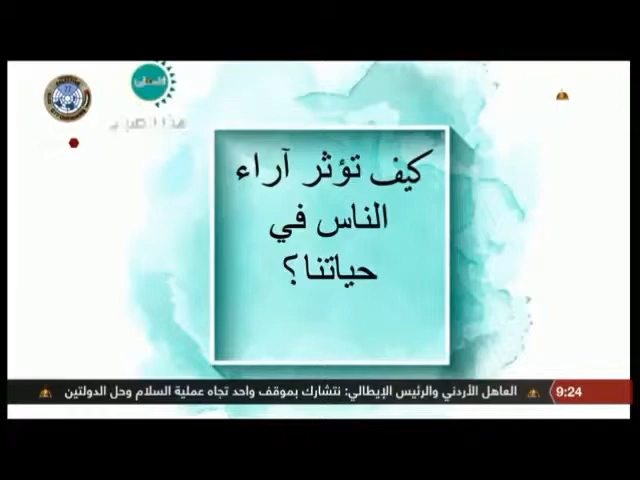 كيف تؤثر آراء
الناس في
حياتنا؟
9:24
العاهل الأردني والرئيس الإيطالي: نتشارك بموقف واحد تجاه عملية السلام وحل الدولتين